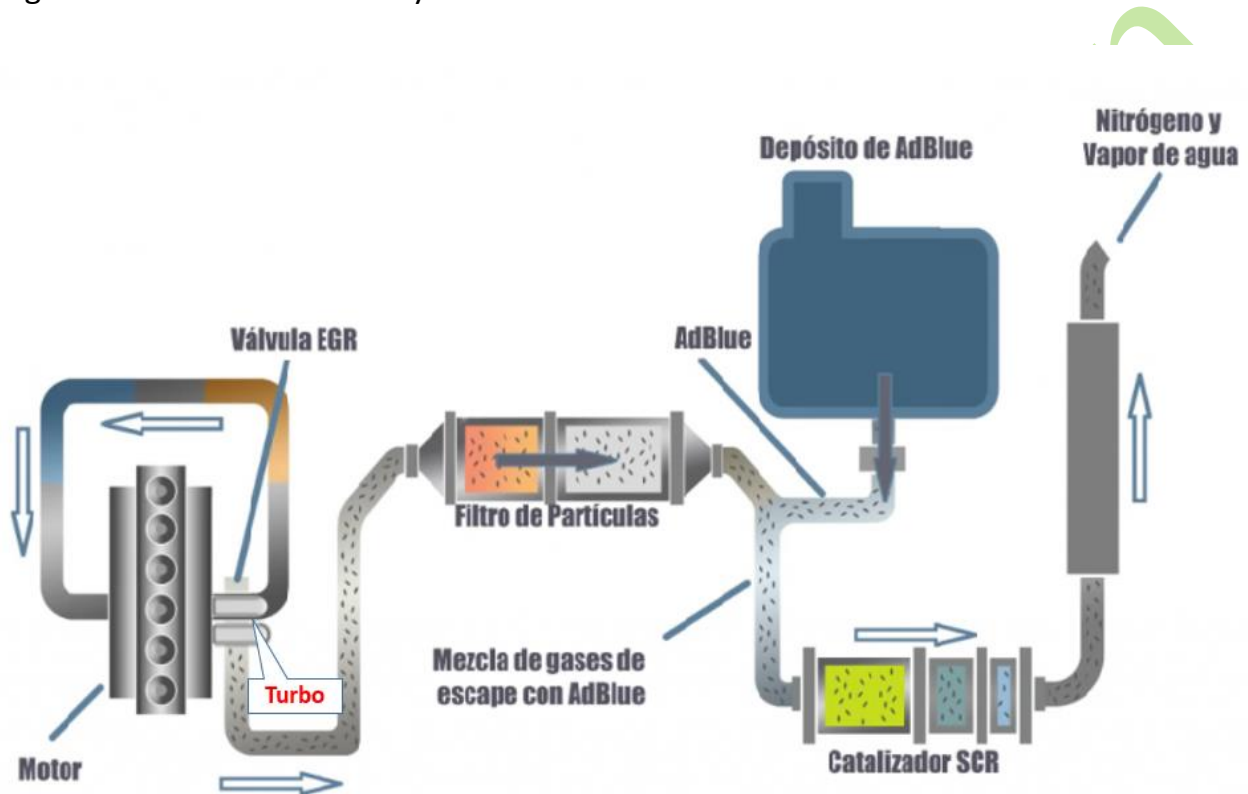 Nitrógeno y
Vapor de agua
Depósito de AdBlue
Válvula EGR
AdBlue
Filtro de Partículas
Mezcla de gases de
escape con AdBlue
Turbo
Motor
Catalizador SCR